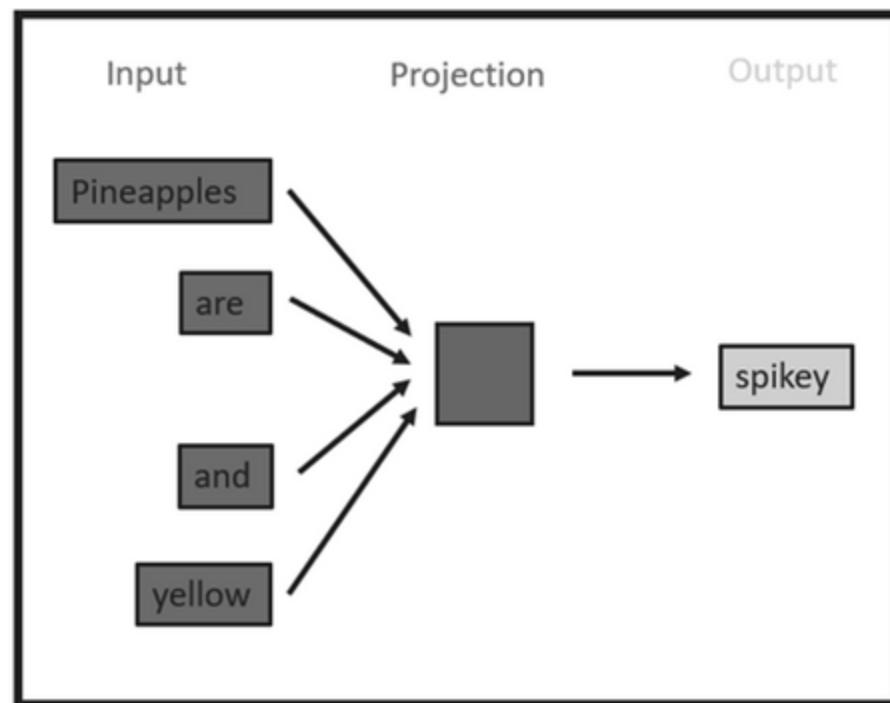 Input Projection Output
Pineapples
are
spikey
and
yellow